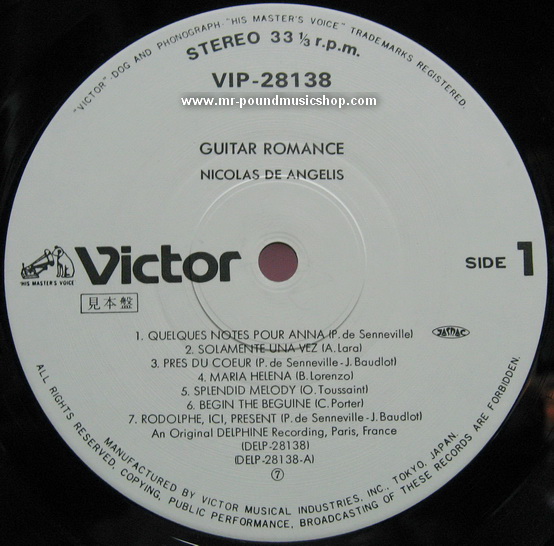 "VICTOR"·DOG AND PHONOGRAPH·"HIS MASTER'S VOICE" TRADEMARKS REGISTERED.
STEREO 33 1/3 r.p.m.
VIP-28138
www.mr-poundmusicshop.com
GUITAR ROMANCE
NICOLAS DE ANGELIS
Victor
SIDE 1
"HIS MASTER'S VOICE"
見本盤
1. QUELQUES NOTES POUR ANNA (P. de Senneville)
JASRAC
2. SOLAMENTE UNA VEZ (A. Lara)
3. PRES DU COEUR (P. de Senneville-J. Baudlot)
4. MARIA HELENA (B. Lorenzo)
5. SPLENDID MELODY (O. Toussaint)
6. BEGIN THE BEGUINE (C. Porter)
7. RODOLPHE, ICI, PRESENT (P. de Senneville-J. Baudlot)
An Original DELPHINE Recording, Paris, France
(DELP-28138)
(DELP-28138-A)
⑦
MANUFACTURED BY VICTOR MUSICAL INDUSTRIES, INC., TOKYO, JAPAN.
ALL RIGHTS RESERVED, COPYING, PUBLIC PERFORMANCE, BROADCASTING OF THESE RECORDS ARE FORBIDDEN.